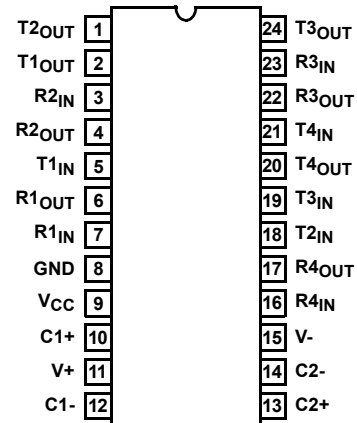 T2OUT 1 24 T3OUT
T1OUT 2 23 R3IN
R2IN 3 22 R3OUT
R2OUT 4 21 T4IN
T1IN 5 20 T4OUT
R1OUT 6 19 T3IN
R1IN 7 18 T2IN
GND 8 17 R4OUT
VCC 9 16 R4IN
C1+ 10 15 V-
V+ 11 14 C2-
C1- 12 13 C2+